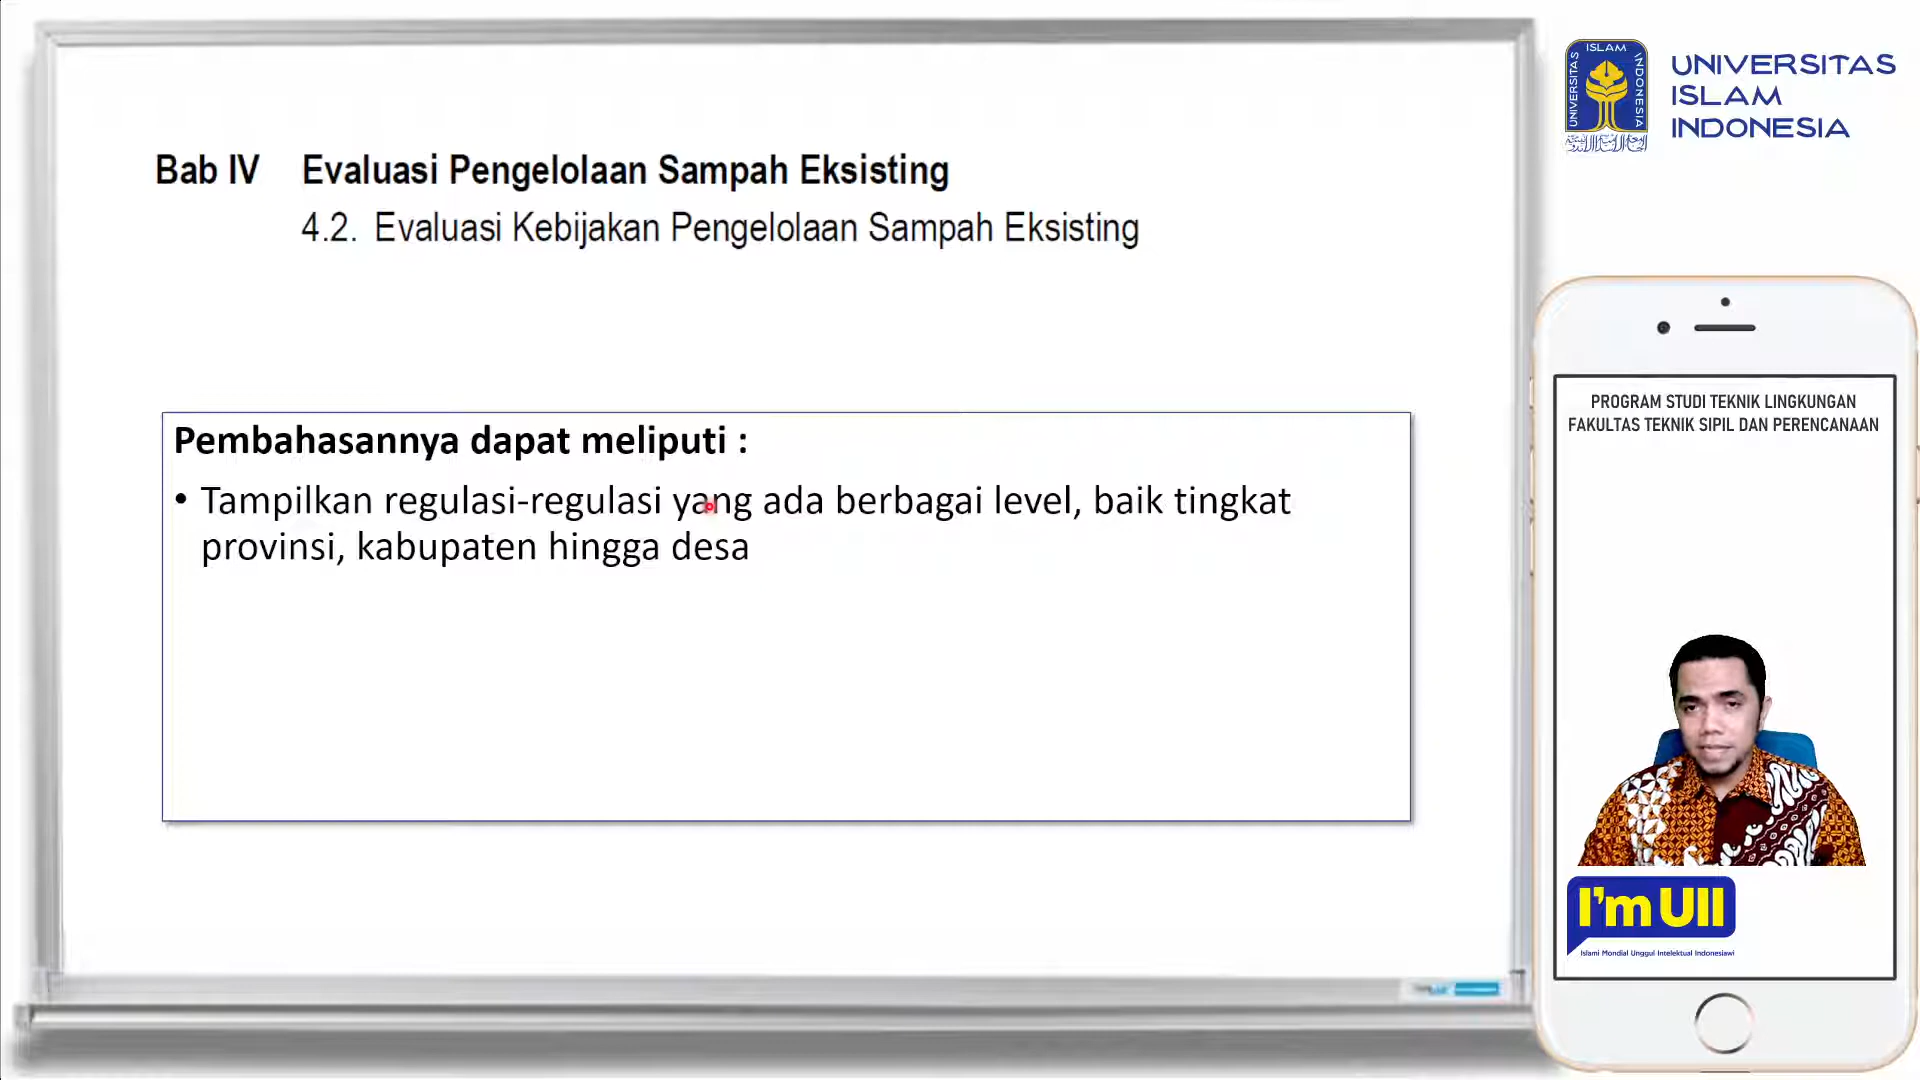 Bab IV Evaluasi Pengelolaan Sampah Eksisting
4.2. Evaluasi Kebijakan Pengelolaan Sampah Eksisting
Pembahasannya dapat meliputi :
• Tampilkan regulasi-regulasi yang ada berbagai level, baik tingkat
provinsi, kabupaten hingga desa
ISLAM
UNIVERSITAS
INDONESIA
UNIVERSITAS
ISLAM
INDONESIA
PROGRAM STUDI TEKNIK LINGKUNGAN
FAKULTAS TEKNIK SIPIL DAN PERENCANAAN
I'm UII
Islami Mondial Unggul Intelektual Indonesiawi